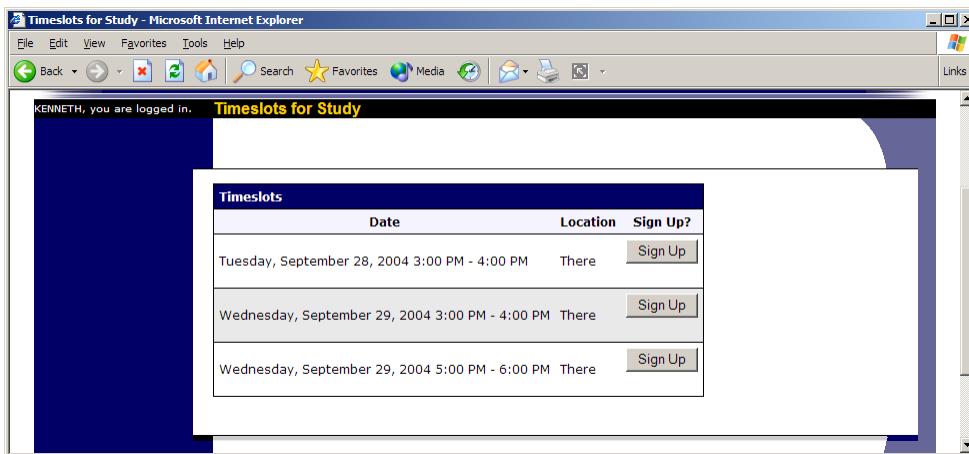 Timeslots for Study - Microsoft Internet Explorer
File Edit View Favorites Tools Help
Back Search Favorites Media Links
KENNETH, you are logged in. Timeslots for Study
Timeslots
Date Location Sign Up?
Tuesday, September 28, 2004 3:00 PM - 4:00 PM There Sign Up
Wednesday, September 29, 2004 3:00 PM - 4:00 PM There Sign Up
Wednesday, September 29, 2004 5:00 PM - 6:00 PM There Sign Up